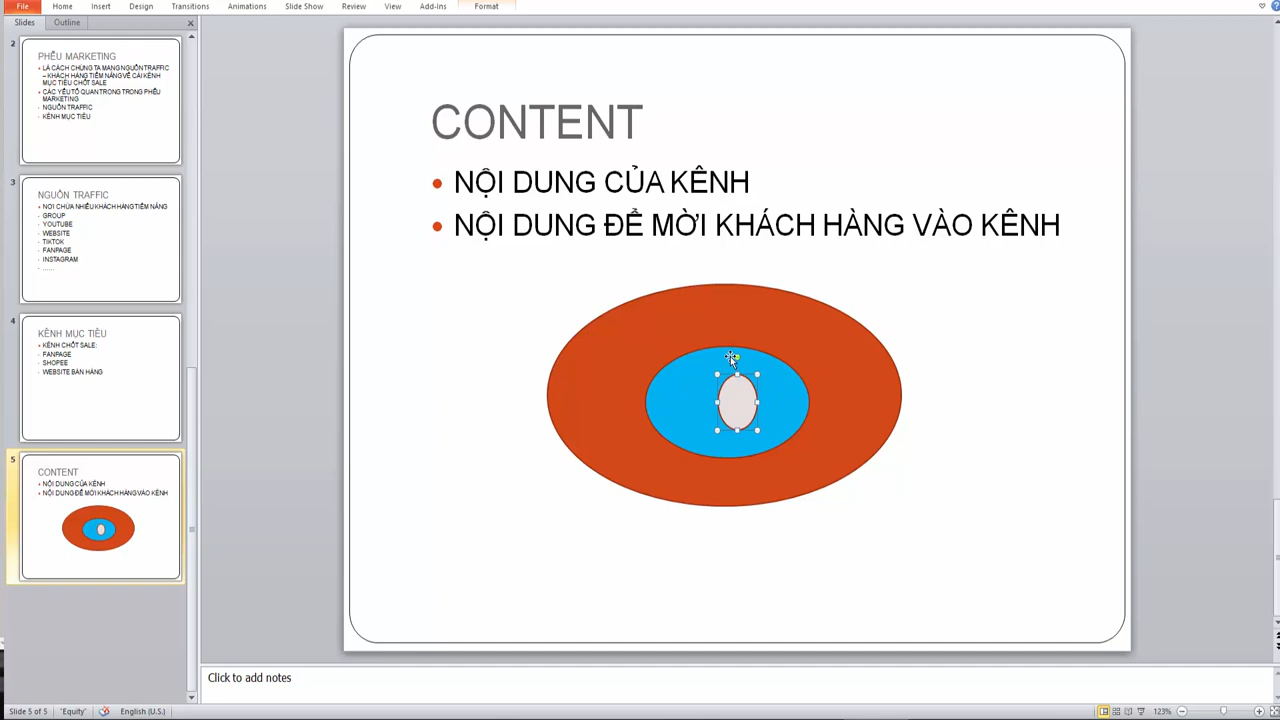 File Home Insert Design Transitions Animations Slide Show Review View Add-ins Format
Slides Outline
2
PHỄU MARKETING
LÀ CÁCH CHÚNG TA MANG NGUỒN TRAFFIC
– KHÁCH HÀNG TIỀM NĂNG VỀ CÁI KÊNH
MỤC TIÊU CHỐT SALE
CÁC YẾU TỐ QUAN TRONG TRONG PHỄU
MARKETING
- NGUỒN TRAFFIC
- KÊNH MỤC TIÊU
3
NGUỒN TRAFFIC
NƠI CHỨA NHIỀU KHÁCH HÀNG TIỀM NĂNG
- GROUP
- YOUTUBE
- WEBSITE
- TIKTOK
- FANPAGE
- INSTAGRAM
- ......
4
KÊNH MỤC TIÊU
KÊNH CHỐT SALE:
- FANPAGE
- SHOPEE
- WEBSITE BÁN HÀNG
5
CONTENT
NỘI DUNG CỦA KÊNH
NỘI DUNG ĐỂ MỜI KHÁCH HÀNG VÀO KÊNH
CONTENT
• NỘI DUNG CỦA KÊNH
• NỘI DUNG ĐỂ MỜI KHÁCH HÀNG VÀO KÊNH
Click to add notes
Slide 5 of 5 "Equity" English (U.S.) 123%